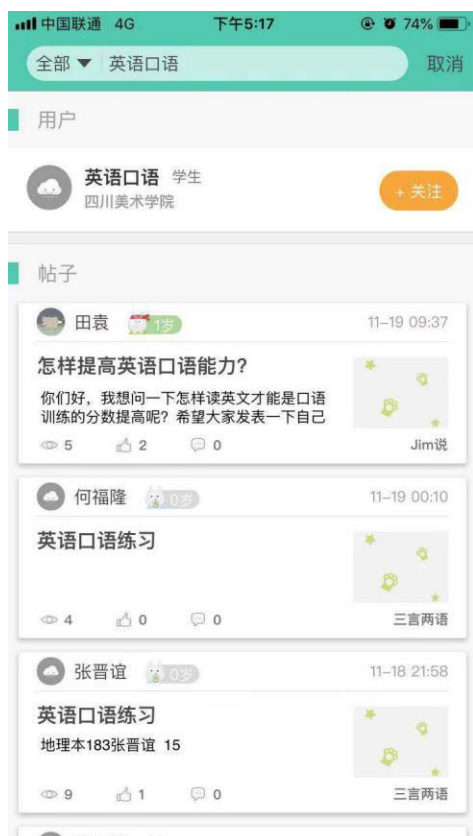 中国联通 4G 下午5:17 74%
全部 英语口语 取消
用户
英语口语 学生
四川美术学院
+ 关注
帖子
田袁 1岁 11-19 09:37
怎样提高英语口语能力?
你们好，我想问一下怎样读英文才能是口语
训练的分数提高呢？希望大家发表一下自己
5 2 0 Jim说
何福隆 0岁 11-19 00:10
英语口语练习
4 0 0 三言两语
张晋谊 0岁 11-18 21:58
英语口语练习
地理本183张晋谊 15
9 1 0 三言两语